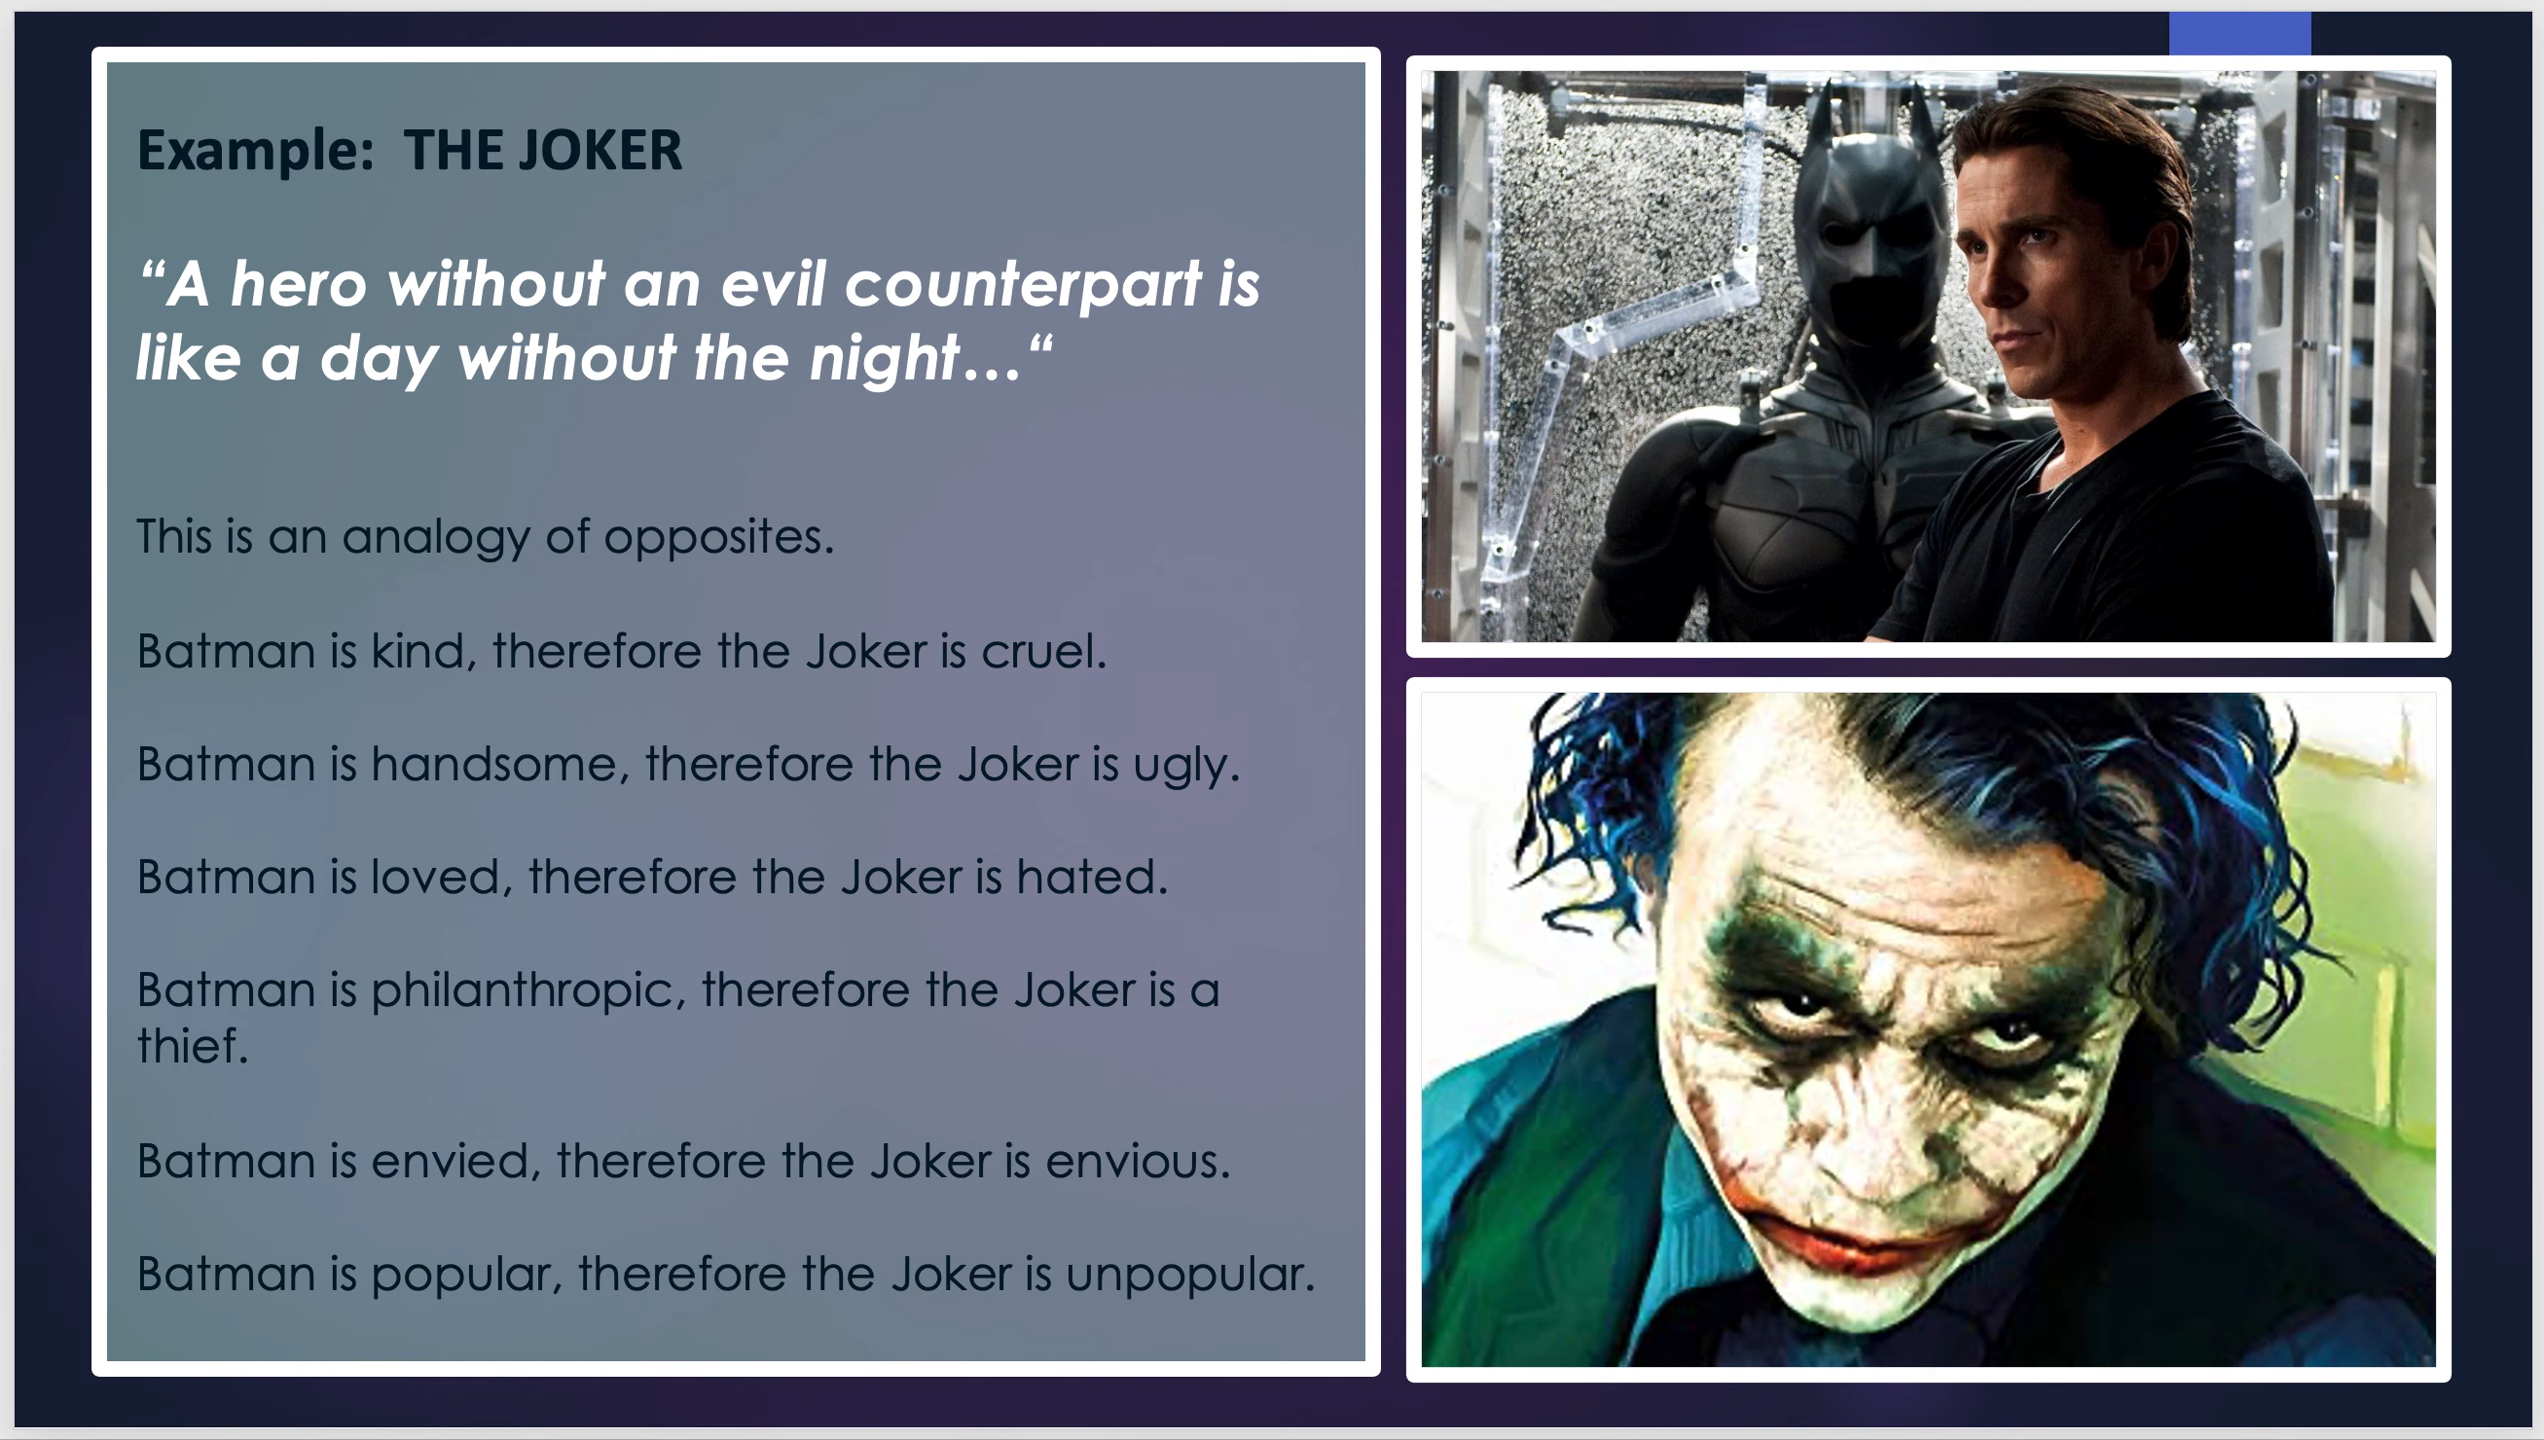 Example:  THE JOKER
“A hero without an evil counterpart is
like a day without the night…“
This is an analogy of opposites.
Batman is kind, therefore the Joker is cruel.
Batman is handsome, therefore the Joker is ugly.
Batman is loved, therefore the Joker is hated.
Batman is philanthropic, therefore the Joker is a
thief.
Batman is envied, therefore the Joker is envious.
Batman is popular, therefore the Joker is unpopular.